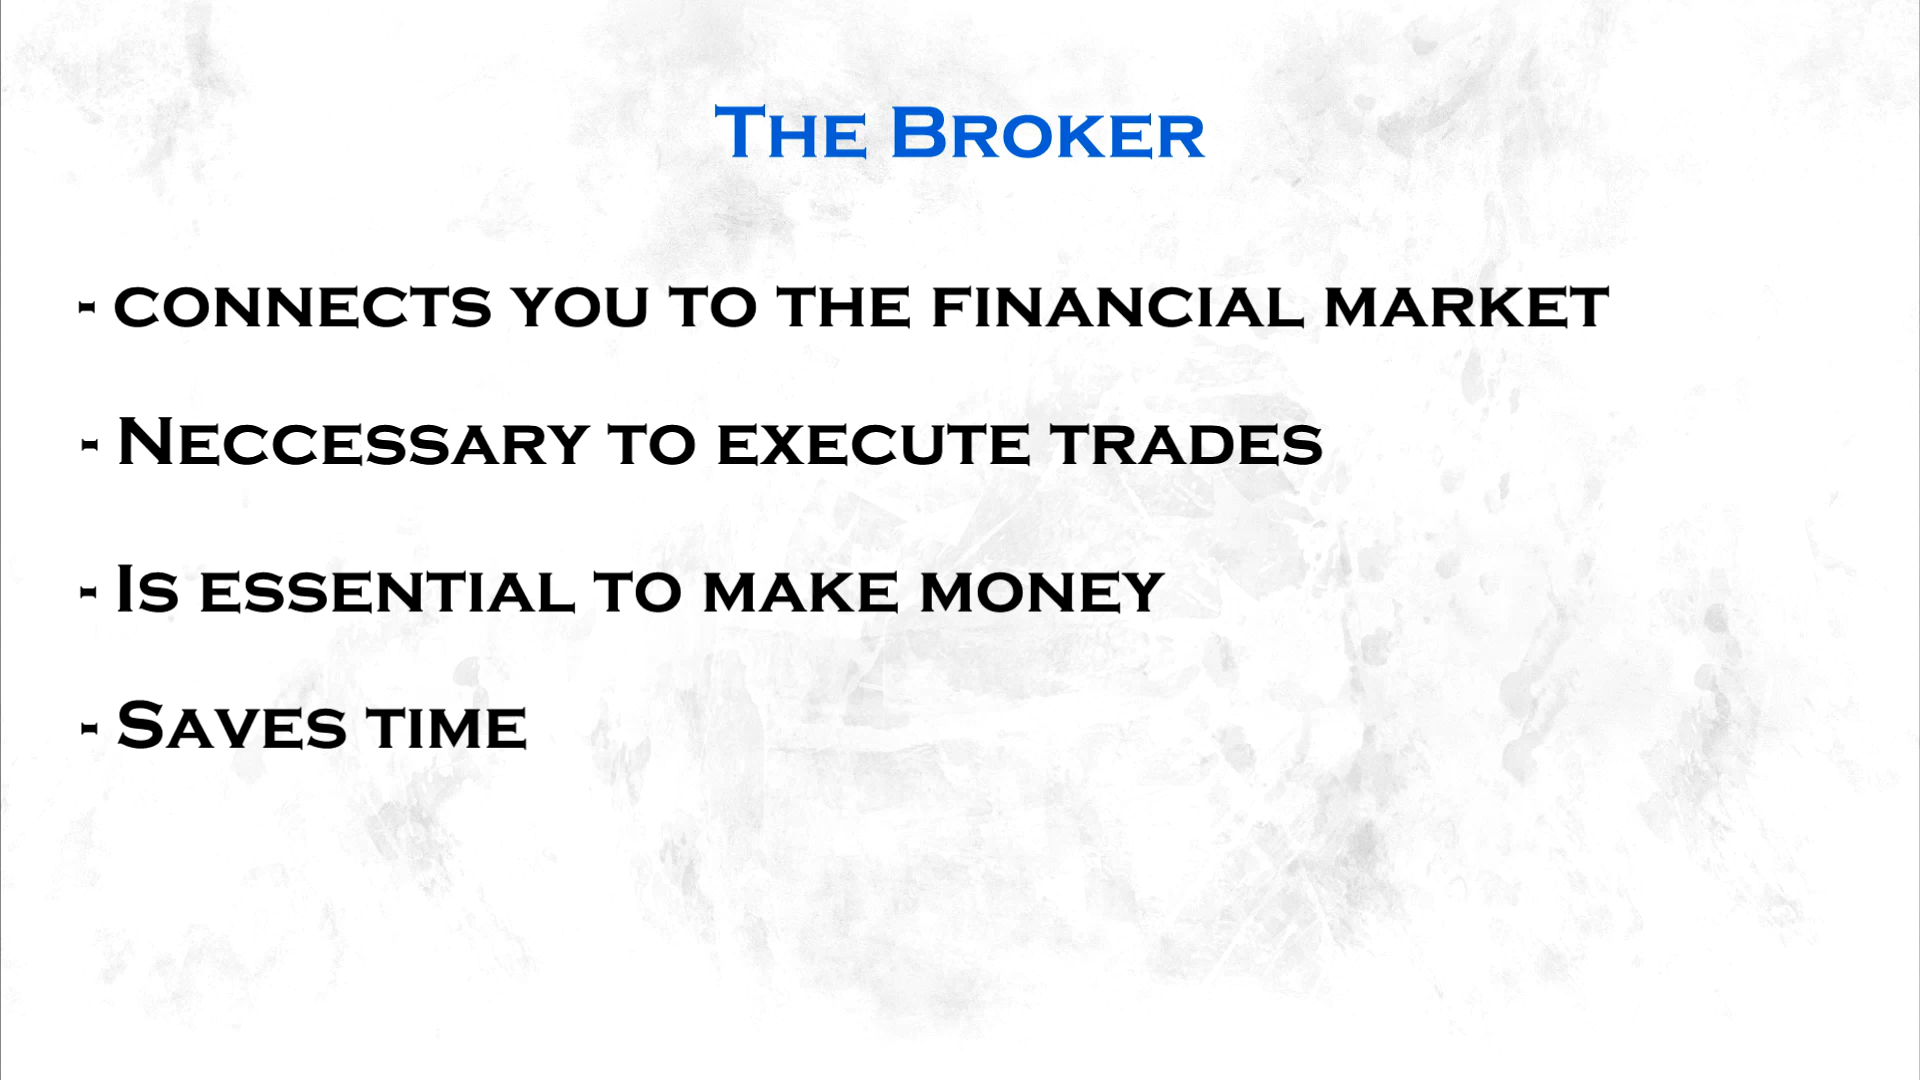 The Broker
- connects you to the financial market
- Neccessary to execute trades
- Is essential to make money
- Saves time